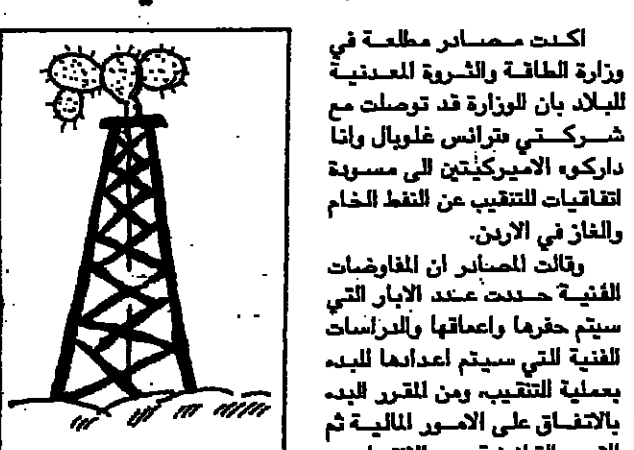 اكدت مصادر مطلعة في
وزارة الطاقة والثروة المعدنية
للبلاد بان الوزارة قد توصلت مع
شركتي «ترانس غلوبال وانا
داركو» الاميركيتين الى مسودة
اتفاقيات للتنقيب عن النفط الخام
والغاز في الاردن.
وقالت المصادر ان المفاوضات
الفنية حددت عدد الابار التي
سيتم حفرها واعماقها والدراسات
الفنية التي سيتم اعدادها للبدء
بعملية التنقيب، ومن المقرر البدء
بالاتفاق على الامور المالية ثم